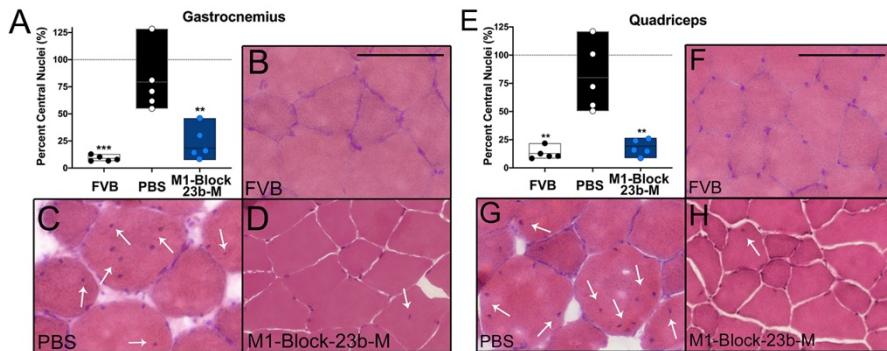 A
Gastrocnemius
Percent Central Nuclei (%)
125
100
75
50
25
0
***
**
FVB
PBS
M1-Block
23b-M
B
FVB
C
PBS
D
M1-Block-23b-M
E
Quadriceps
Percent Central Nuclei (%)
125
100
75
50
25
0
**
**
FVB
PBS
M1-Block
23b-M
F
FVB
G
PBS
H
M1-Block-23b-M